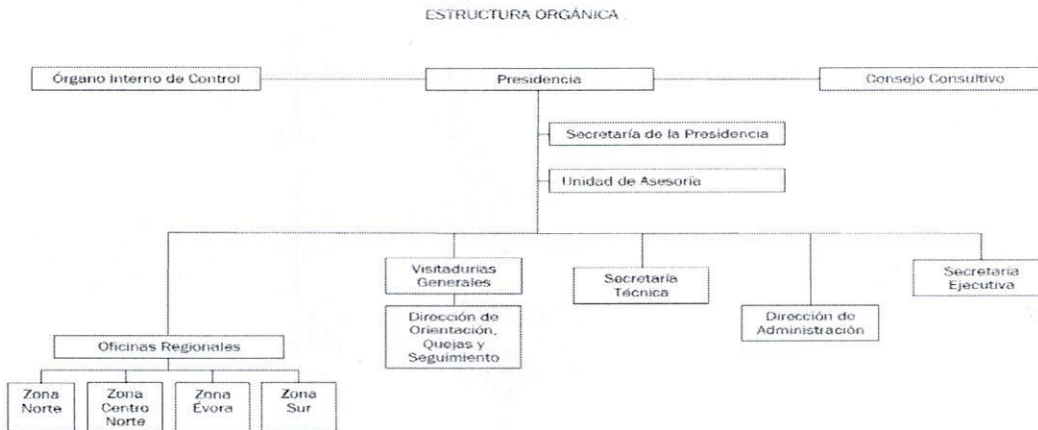 ESTRUCTURA ORGÁNICA
Órgano Interno de Control
Presidencia
Consejo Consultivo
Secretaría de la Presidencia
Unidad de Asesoría
Visitadurías
Generales
Secretaría
Técnica
Secretaría
Ejecutiva
Dirección de
Orientación,
Quejas y
Seguimiento
Dirección de
Administración
Oficinas Regionales
Zona
Norte
Zona
Centro
Norte
Zona
Évora
Zona
Sur